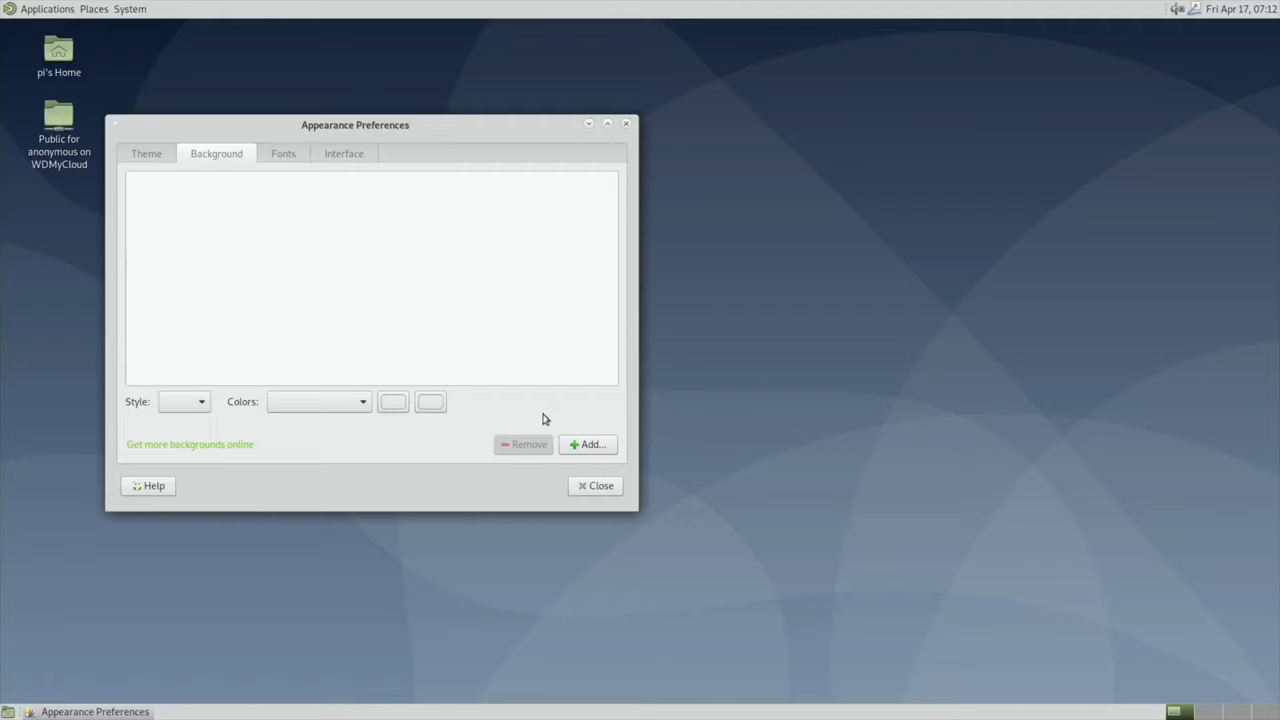 Applications Places System
Fri Apr 17, 07:12
pi's Home
Public for
anonymous on
WDMyCloud
Appearance Preferences
Theme Background Fonts Interface
Style: Colors:
Get more backgrounds online
Remove Add...
Help Close
Appearance Preferences